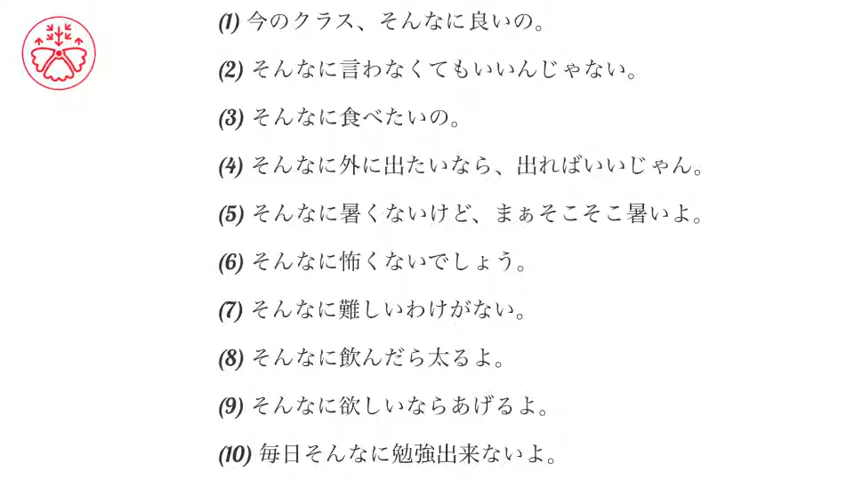 (1) 今のクラス、そんなに良いの。
(2) そんなに言わなくてもいいんじゃない。
(3) そんなに食べたいの。
(4) そんなに外に出たいなら、出ればいいじゃん。
(5) そんなに暑くないけど、まぁそこそこ暑いよ。
(6) そんなに怖くないでしょう。
(7) そんなに難しいわけがない。
(8) そんなに飲んだら太るよ。
(9) そんなに欲しいならあげるよ。
(10) 毎日そんなに勉強出来ないよ。